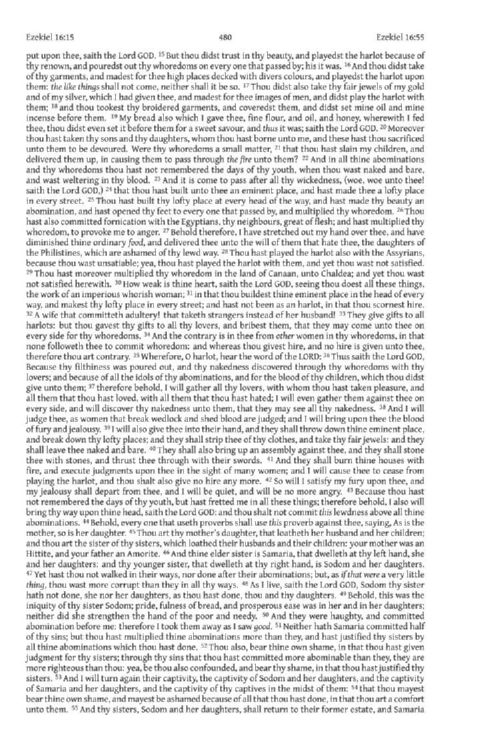 Ezekiel 16:15 480 Ezekiel 16:55
put upon thee, saith the Lord GOD. 15 But thou didst trust in thy beauty, and playedst the harlot because of
thy renown, and pouredst out thy whoredoms on every one that passed by; his it was. 16 And thou didst take
of thy garments, and madest for thee high places decked with divers colours, and playedst the harlot upon
them: the like things shall not come, neither shall it be so. 17 Thou didst also take thy fair jewels of my gold
and of my silver, which I had given thee, and madest for thee images of men, and didst play the harlot with
them; 18 and thou tookest thy broidered garments, and coveredst them, and didst set mine oil and mine
incense before them. 19 My bread also which I gave thee, fine flour, and oil, and honey, wherewith I fed
thee, thou didst even set it before them for a sweet savour, and thus it was; saith the Lord GOD. 20 Moreover
thou hast taken thy sons and thy daughters, whom thou hast borne unto me, and these hast thou sacrificed
unto them to be devoured. Were thy whoredoms a small matter, 21 that thou hast slain my children, and
delivered them up, in causing them to pass through the fire unto them? 22 And in all thine abominations
and thy whoredoms thou hast not remembered the days of thy youth, when thou wast naked and bare,
and wast weltering in thy blood. 23 And it is come to pass after all thy wickedness, (woe, woe unto thee!
saith the Lord GOD,) 24 that thou hast built unto thee an eminent place, and hast made thee a lofty place
in every street. 25 Thou hast built thy lofty place at every head of the way, and hast made thy beauty an
abomination, and hast opened thy feet to every one that passed by, and multiplied thy whoredom. 26 Thou
hast also committed fornication with the Egyptians, thy neighbours, great of flesh; and hast multiplied thy
whoredom, to provoke me to anger. 27 Behold therefore, I have stretched out my hand over thee, and have
diminished thine ordinary food, and delivered thee unto the will of them that hate thee, the daughters of
the Philistines, which are ashamed of thy lewd way. 28 Thou hast played the harlot also with the Assyrians,
because thou wast unsatiable; yea, thou hast played the harlot with them, and yet thou wast not satisfied.
29 Thou hast moreover multiplied thy whoredom in the land of Canaan, unto Chaldea; and yet thou wast
not satisfied herewith. 30 How weak is thine heart, saith the Lord GOD, seeing thou doest all these things,
the work of an imperious whorish woman; 31 in that thou buildest thine eminent place in the head of every
way, and makest thy lofty place in every street; and hast not been as an harlot, in that thou scornest hire.
32 A wife that committeth adultery! that taketh strangers instead of her husband! 33 They give gifts to all
harlots: but thou gavest thy gifts to all thy lovers, and bribest them, that they may come unto thee on
every side for thy whoredoms. 34 And the contrary is in thee from other women in thy whoredoms, in that
none followeth thee to commit whoredom: and whereas thou givest hire, and no hire is given unto thee,
therefore thou art contrary. 35 Wherefore, O harlot, hear the word of the LORD: 36 Thus saith the Lord GOD,
Because thy filthiness was poured out, and thy nakedness discovered through thy whoredoms with thy
lovers; and because of all the idols of thy abominations, and for the blood of thy children, which thou didst
give unto them; 37 therefore behold, I will gather all thy lovers, with whom thou hast taken pleasure, and
all them that thou hast loved, with all them that thou hast hated; I will even gather them against thee on
every side, and will discover thy nakedness unto them, that they may see all thy nakedness. 38 And I will
judge thee, as women that break wedlock and shed blood are judged; and I will bring upon thee the blood
of fury and jealousy. 39 I will also give thee into their hand, and they shall throw down thine eminent place,
and break down thy lofty places; and they shall strip thee of thy clothes, and take thy fair jewels: and they
shall leave thee naked and bare. 40 They shall also bring up an assembly against thee, and they shall stone
thee with stones, and thrust thee through with their swords. 41 And they shall burn thine houses with
fire, and execute judgments upon thee in the sight of many women; and I will cause thee to cease from
playing the harlot, and thou shalt also give no hire any more. 42 So will I satisfy my fury upon thee, and
my jealousy shall depart from thee, and I will be quiet, and will be no more angry. 43 Because thou hast
not remembered the days of thy youth, but hast fretted me in all these things; therefore behold, I also will
bring thy way upon thine head, saith the Lord GOD: and thou shalt not commit this lewdness above all thine
abominations. 44 Behold, every one that useth proverbs shall use this proverb against thee, saying, As is the
mother, so is her daughter. 45 Thou art thy mother's daughter, that loatheth her husband and her children;
and thou art the sister of thy sisters, which loathed their husbands and their children: your mother was an
Hittite, and your father an Amorite. 46 And thine elder sister is Samaria, that dwelleth at thy left hand, she
and her daughters: and thy younger sister, that dwelleth at thy right hand, is Sodom and her daughters.
47 Yet hast thou not walked in their ways, nor done after their abominations; but, as if that were a very little
thing, thou wast more corrupt than they in all thy ways. 48 As I live, saith the Lord GOD, Sodom thy sister
hath not done, she nor her daughters, as thou hast done, thou and thy daughters. 49 Behold, this was the
iniquity of thy sister Sodom; pride, fulness of bread, and prosperous ease was in her and in her daughters;
neither did she strengthen the hand of the poor and needy. 50 And they were haughty, and committed
abomination before me: therefore I took them away as I saw good. 51 Neither hath Samaria committed half
of thy sins; but thou hast multiplied thine abominations more than they, and hast justified thy sisters by
all thine abominations which thou hast done. 52 Thou also, bear thine own shame, in that thou hast given
judgment for thy sisters; through thy sins that thou hast committed more abominable than they, they are
more righteous than thou: yea, be thou also confounded, and bear thy shame, in that thou hast justified thy
sisters. 53 And I will turn again their captivity, the captivity of Sodom and her daughters, and the captivity
of Samaria and her daughters, and the captivity of thy captives in the midst of them: 54 that thou mayest
bear thine own shame, and mayest be ashamed because of all that thou hast done, in that thou art a comfort
unto them. 55 And thy sisters, Sodom and her daughters, shall return to their former estate, and Samaria